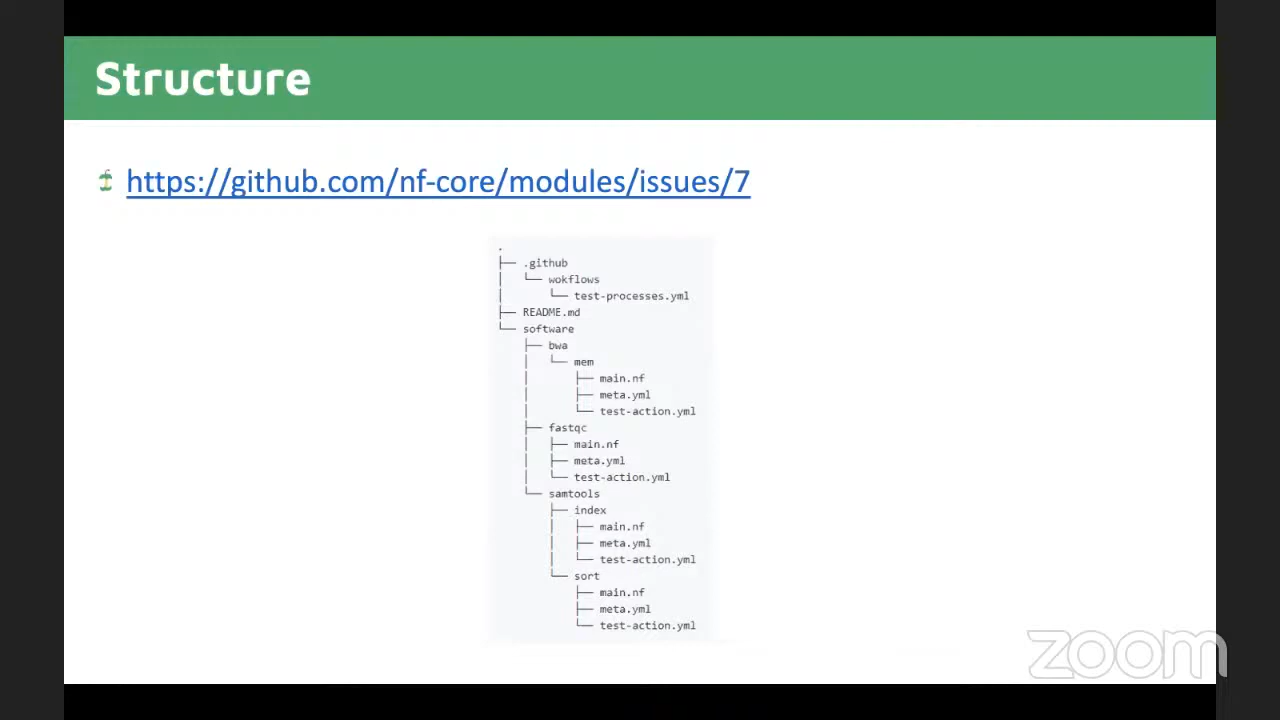 Structure
https://github.com/nf-core/modules/issues/7
.
├── .github
│   └── wokflows
│       └── test-processes.yml
├── README.md
└── software
    ├── bwa
    │   └── mem
    │       ├── main.nf
    │       ├── meta.yml
    │       └── test-action.yml
    ├── fastqc
    │   ├── main.nf
    │   ├── meta.yml
    │   └── test-action.yml
    └── samtools
        ├── index
        │   ├── main.nf
        │   ├── meta.yml
        │   └── test-action.yml
        └── sort
            ├── main.nf
            ├── meta.yml
            └── test-action.yml
zoom